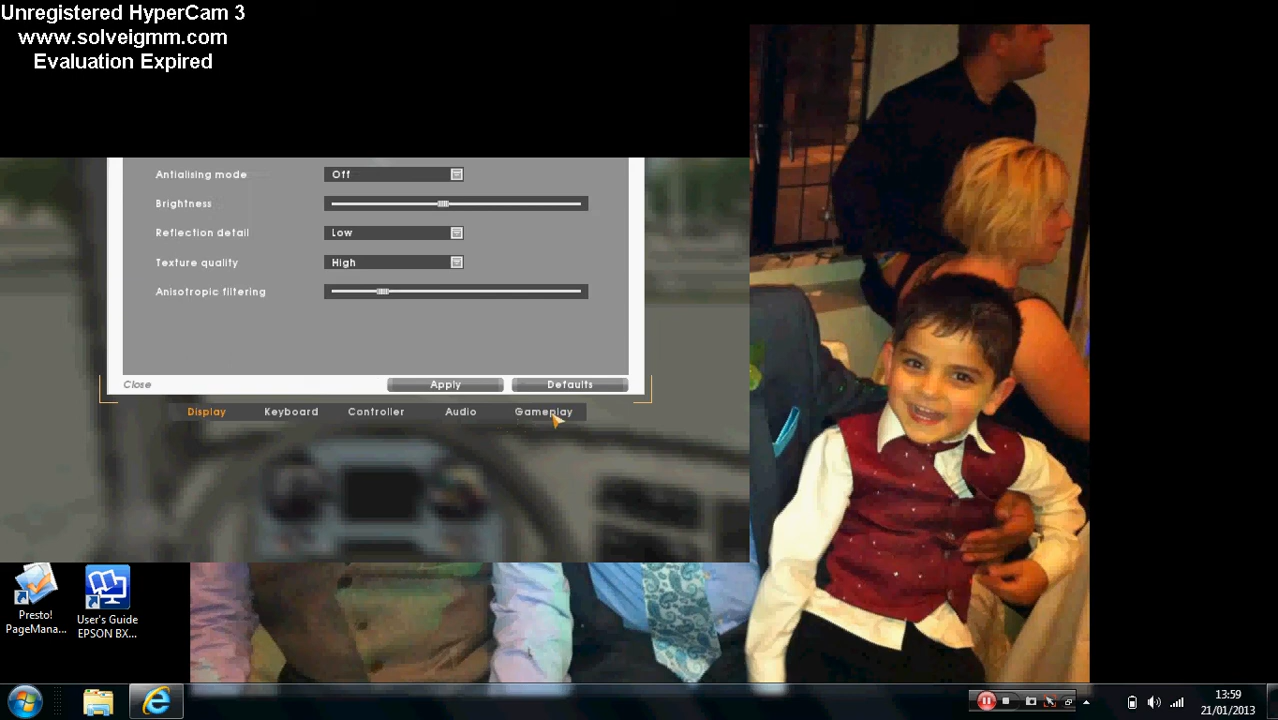 Unregistered HyperCam 3
www.solveigmm.com
Evaluation Expired
Antialising mode Off
Brightness
Reflection detail Low
Texture quality High
Anisotropic filtering
Close Apply Defaults
Display Keyboard Controller Audio Gameplay
Presto!
PageMana...
User's Guide
EPSON BX...
13:59
21/01/2013